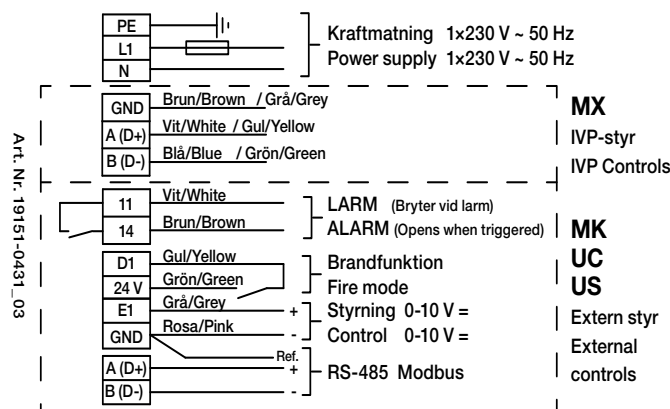 PE
L1
N
Kraftmatning 1×230 V ~ 50 Hz
Power supply 1×230 V ~ 50 Hz
GND Brun/Brown / Grå/Grey
A (D+) Vit/White / Gul/Yellow
B (D-) Blå/Blue / Grön/Green
MX
IVP-styr
IVP Controls
Art. Nr. 19151-0431_03
11 Vit/White
14 Brun/Brown
LARM (Bryter vid larm)
ALARM (Opens when triggered)
D1 Gul/Yellow
24 V Grön/Green
Brandfunktion
Fire mode
E1 Grå/Grey + Styrning 0-10 V =
GND Rosa/Pink - Control 0-10 V =
Ref.
A (D+) +
B (D-) -
RS-485 Modbus
MK
UC
US
Extern styr
External
controls